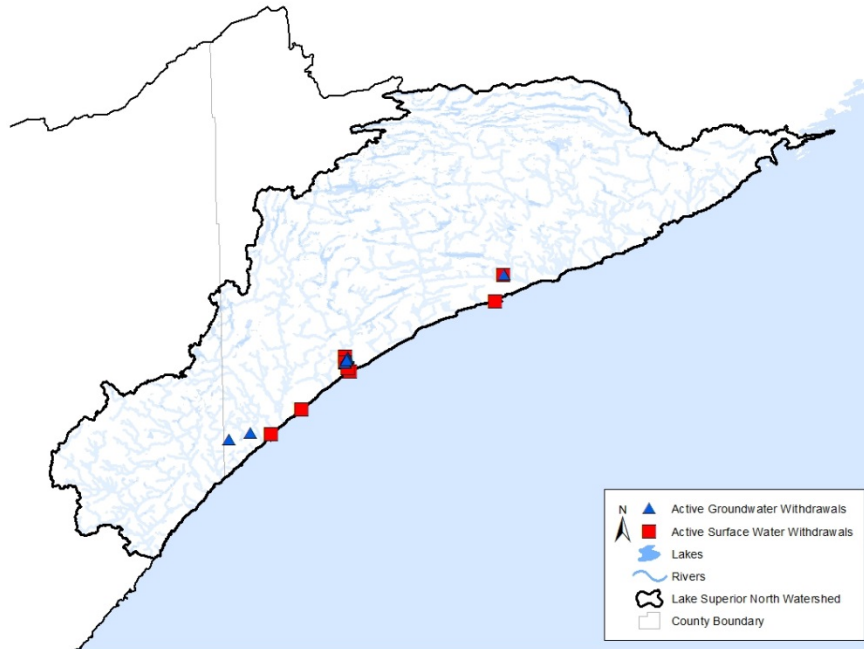 N
Active Groundwater Withdrawals
Active Surface Water Withdrawals
Lakes
Rivers
Lake Superior North Watershed
County Boundary